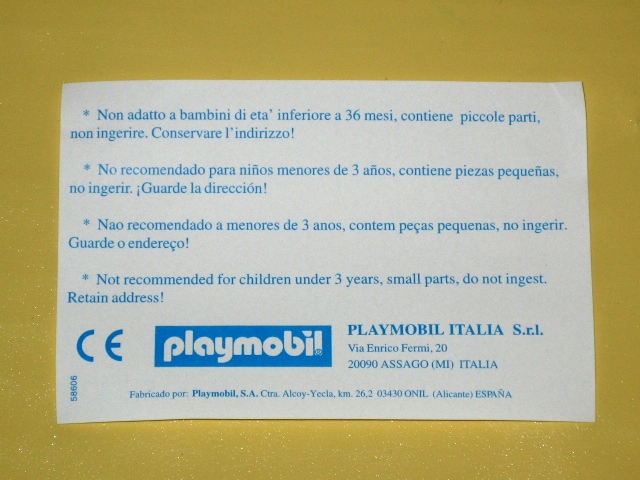 * Non adatto a bambini di eta' inferiore a 36 mesi, contiene piccole parti,
non ingerire. Conservare l'indirizzo!
* No recomendado para niños menores de 3 años, contiene piezas pequeñas,
no ingerir. ¡Guarde la dirección!
* Nao recomendado a menores de 3 anos, contem peças pequenas, no ingerir.
Guarde o endereço!
* Not recommended for children under 3 years, small parts, do not ingest.
Retain address!
CE
playmobil®
PLAYMOBIL ITALIA S.r.l.
Via Enrico Fermi, 20
20090 ASSAGO (MI) ITALIA
58606
Fabricado por: Playmobil, S.A. Ctra. Alcoy-Yecla, km. 26,2 03430 ONIL (Alicante) ESPAÑA